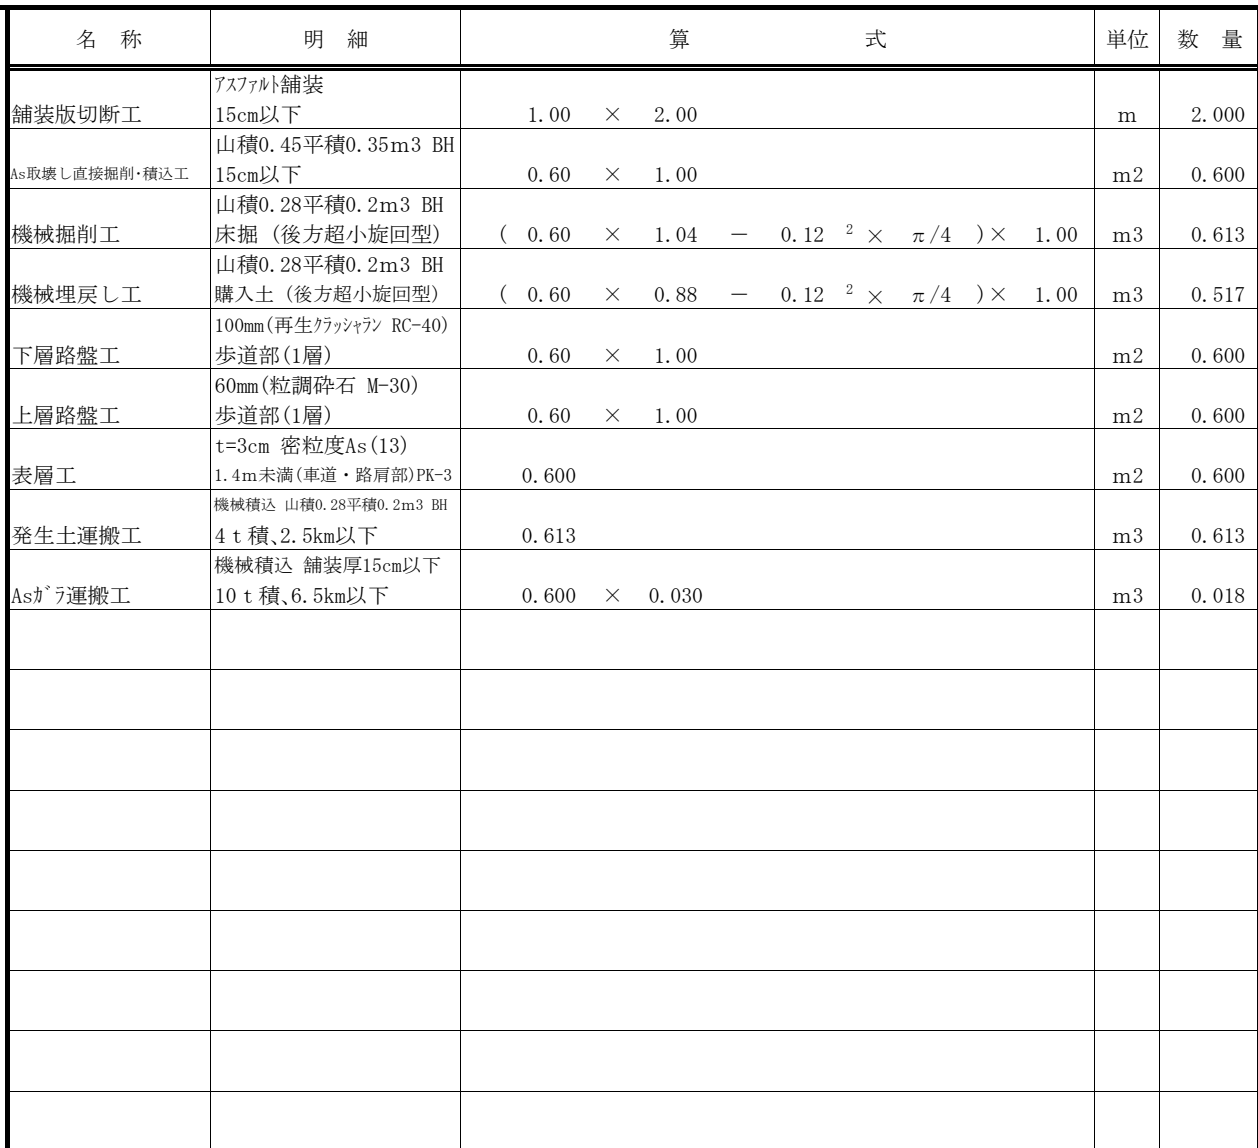 名　称　明　細　算　式　単位　数　量
ｱｽﾌｧﾙﾄ舗装
舗装版切断工　15cm以下　1.00　×　2.00　m　2.000
山積0.45平積0.35m3 BH
As取壊し直接掘削・積込工　15cm以下　0.60　×　1.00　m2　0.600
山積0.28平積0.2m3 BH
機械掘削工　床掘（後方超小旋回型）　(　0.60　×　1.04　－　0.12　²　×　π/4　)×　1.00　m3　0.613
山積0.28平積0.2m3 BH
機械埋戻し工　購入土（後方超小旋回型）　(　0.60　×　0.88　－　0.12　²　×　π/4　)×　1.00　m3　0.517
100mm(再生ｸﾗｯｼｬﾗﾝ RC-40)
下層路盤工　歩道部(1層)　0.60　×　1.00　m2　0.600
60mm(粒調砕石 M-30)
上層路盤工　歩道部(1層)　0.60　×　1.00　m2　0.600
t=3cm 密粒度As(13)
表層工　1.4m未満(車道・路肩部)PK-3　0.600　m2　0.600
機械積込 山積0.28平積0.2m3 BH
発生土運搬工　4ｔ積､2.5km以下　0.613　m3　0.613
機械積込 舗装厚15cm以下
Asｶﾞﾗ運搬工　10ｔ積､6.5km以下　0.600　×　0.030　m3　0.018